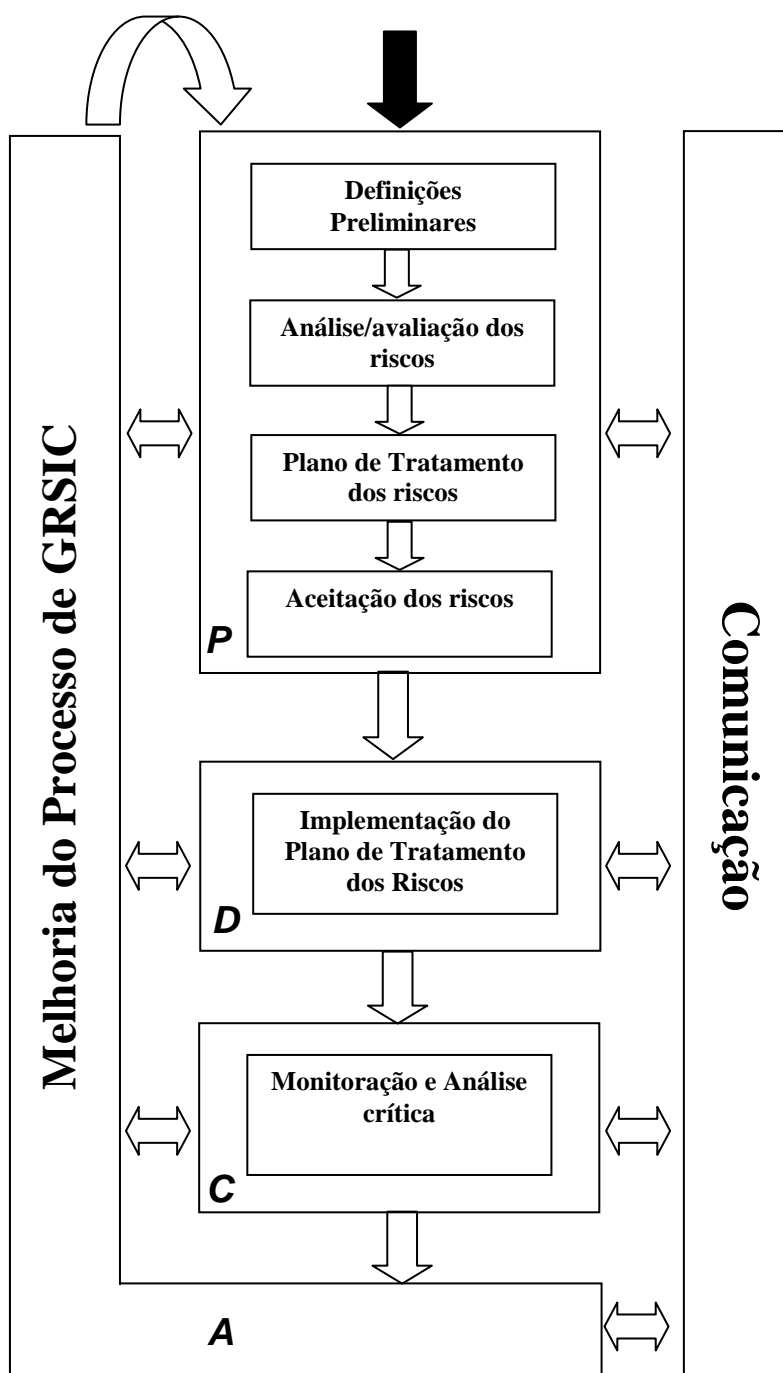 Definições
Preliminares
Análise/avaliação dos
riscos
Plano de Tratamento
dos riscos
Aceitação dos riscos
P
Implementação do
Plano de Tratamento
dos Riscos
D
Monitoração e Análise
crítica
C
A
Melhoria do Processo de GRSIC
Comunicação